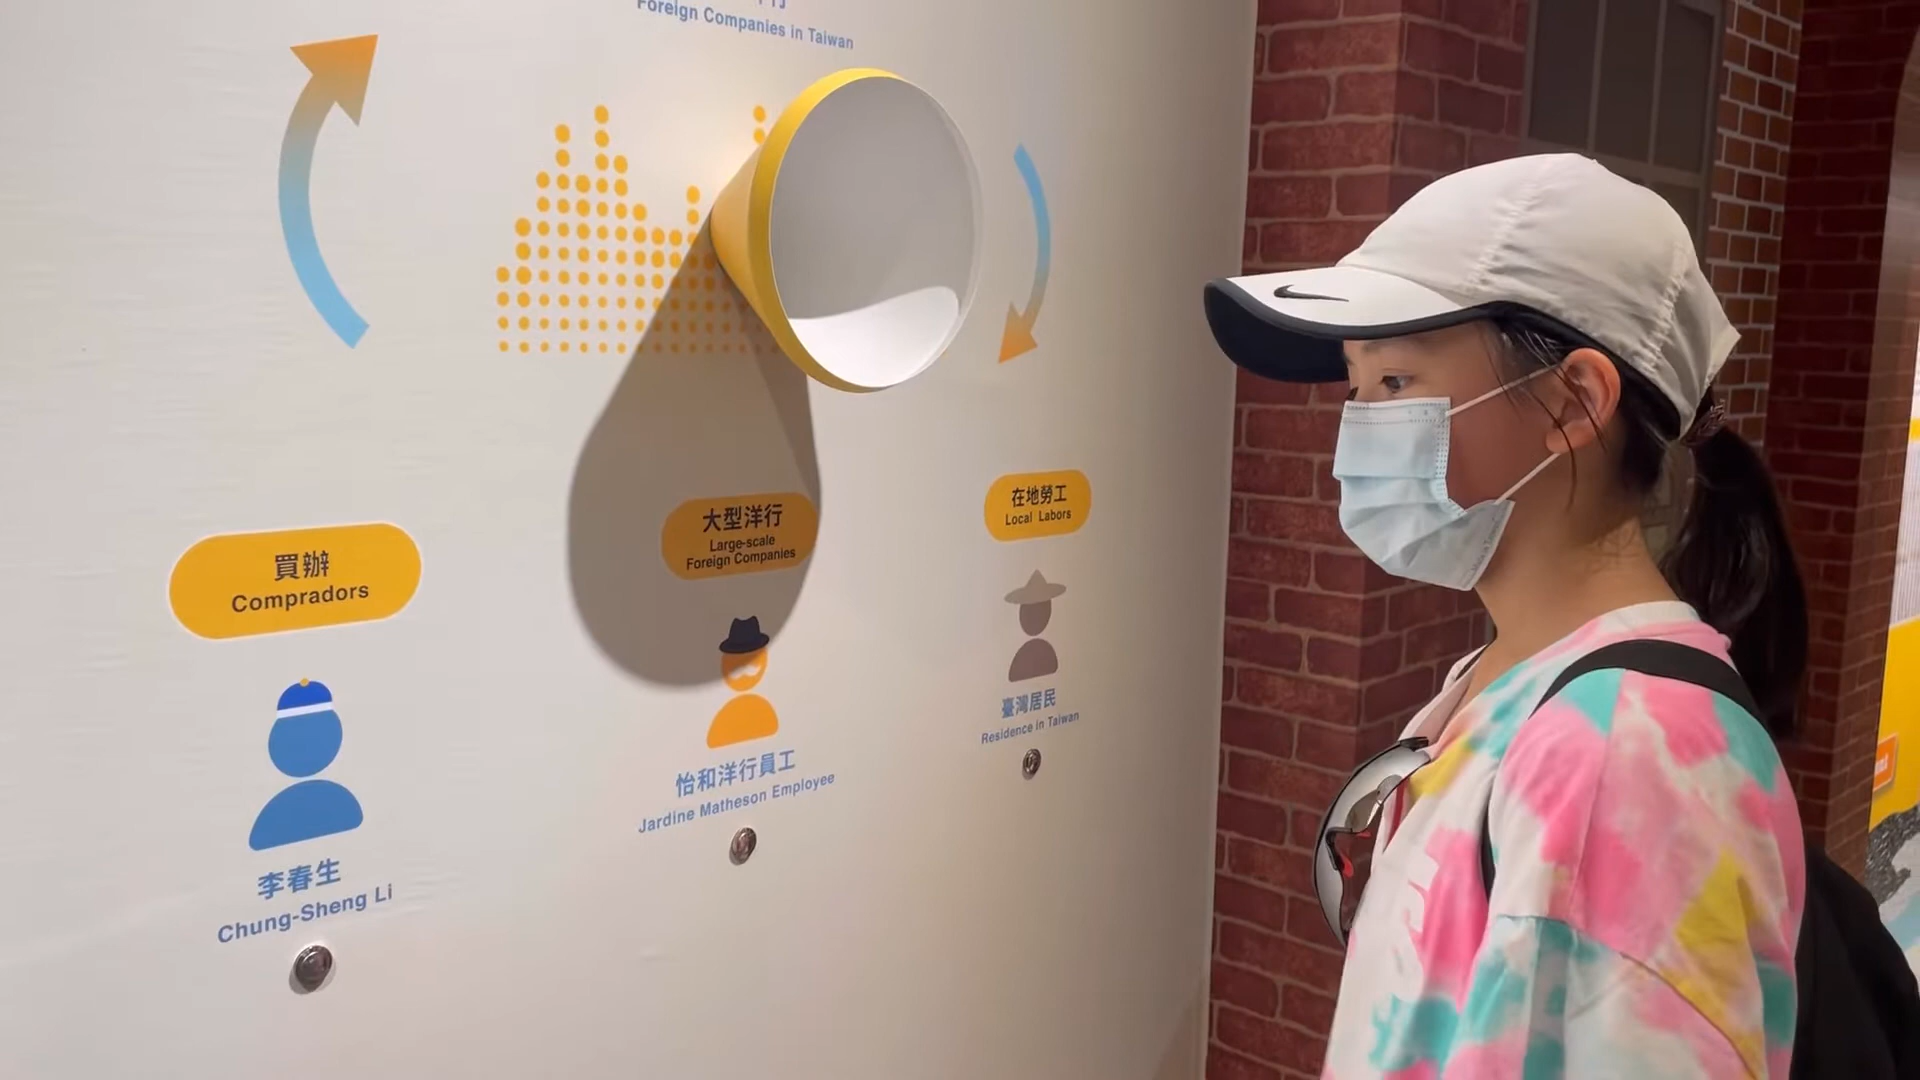 Foreign Companies in Taiwan
買辦
Compradors
李春生
Chung-Sheng Li
大型洋行
Large-scale
Foreign Companies
怡和洋行員工
Jardine Matheson Employee
在地勞工
Local Labors
臺灣居民
Residence in Taiwan